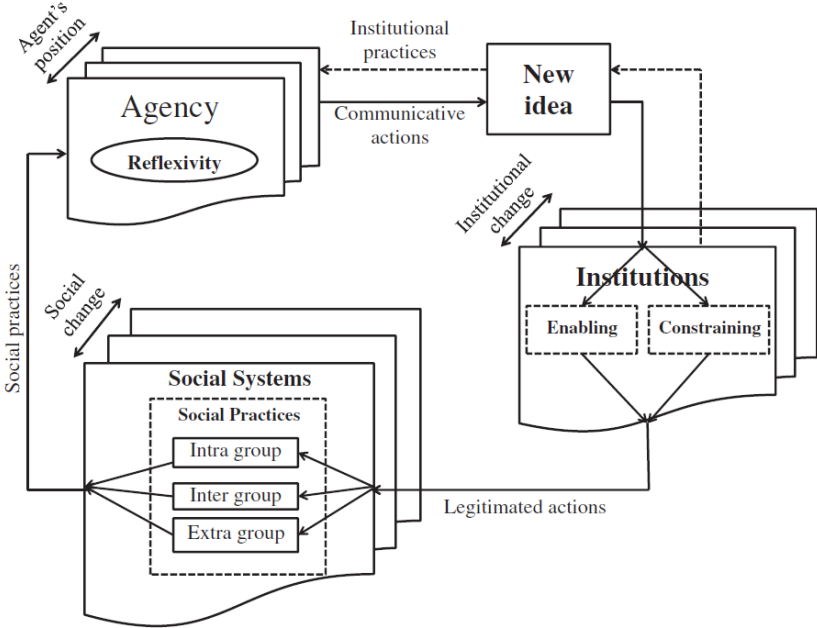 Agent's
position
Institutional
practices
Agency
Reflexivity
Communicative
actions
New
idea
Institutional
change
Institutions
Enabling
Constraining
Social practices
Social
change
Social Systems
Social Practices
Intra group
Inter group
Extra group
Legitimated actions